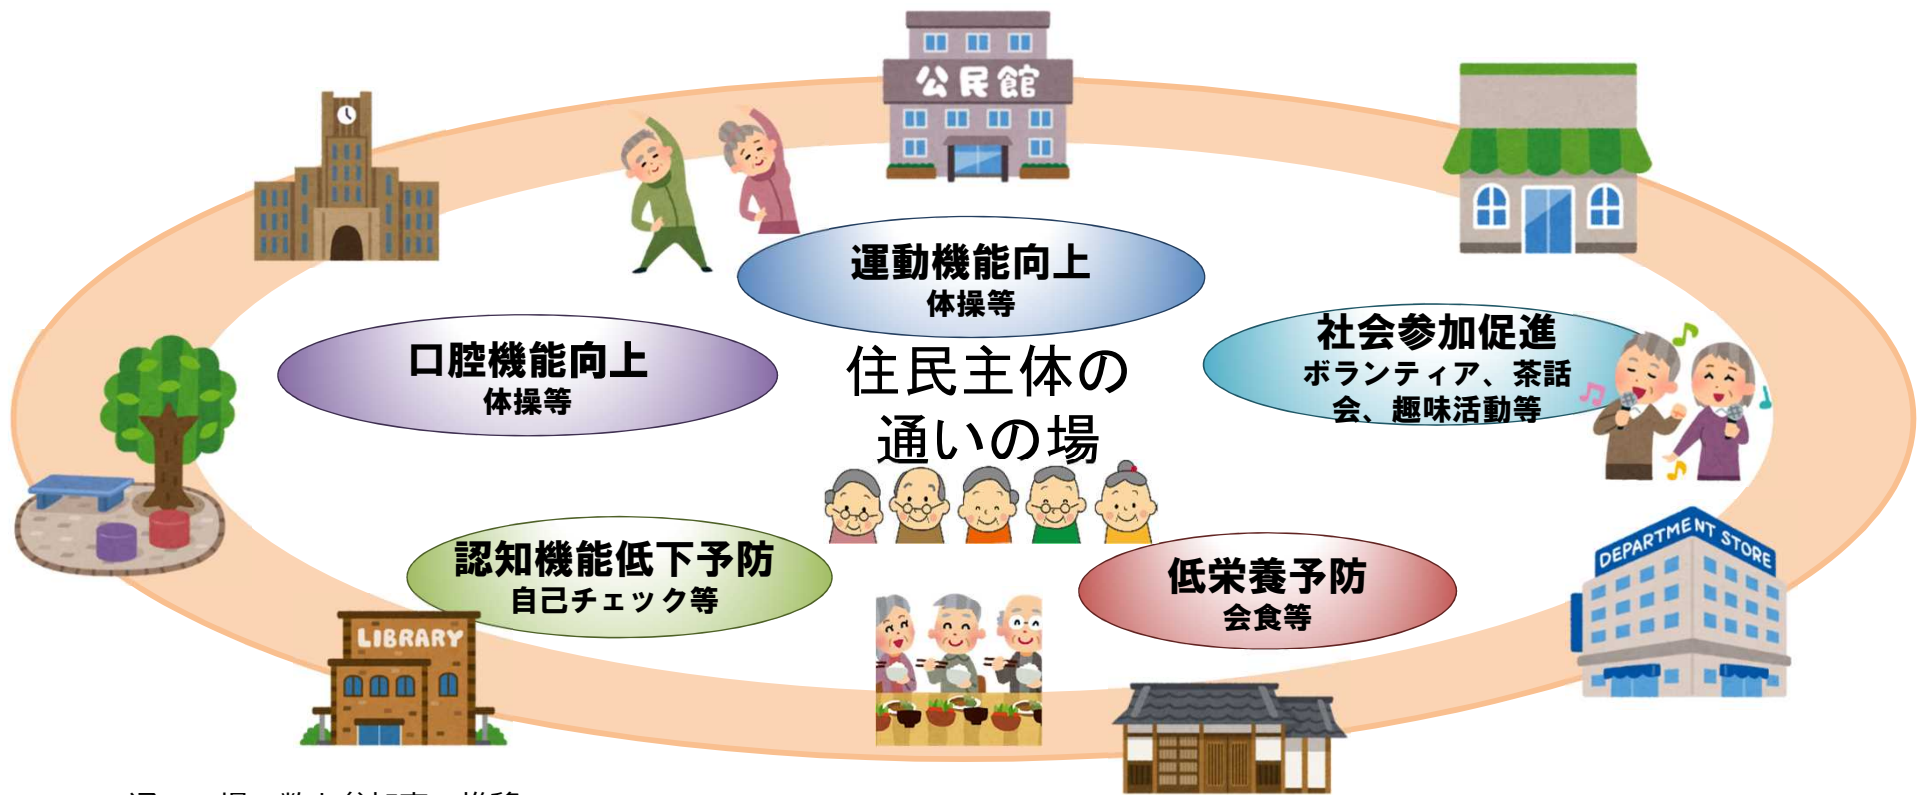 公民館
運動機能向上
体操等
口腔機能向上
体操等
社会参加促進
ボランティア、茶話
会、趣味活動等
住民主体の
通いの場
認知機能低下予防
自己チェック等
低栄養予防
会食等
DEPARTMENT STORE
LIBRARY